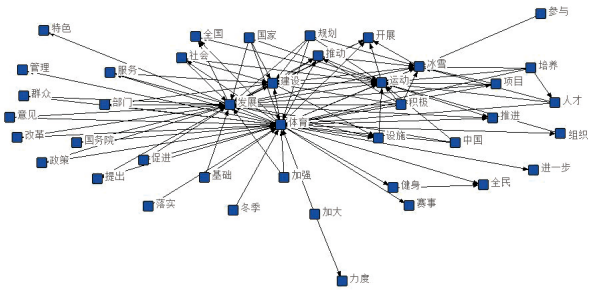 参与
特色
全国
国家
规划
开展
推动
社会
冰雪
培养
管理
服务
建设
运动
项目
群众
部门
发展
积极
人才
意见
体育
推进
改革
国务院
设施
中国
组织
政策
促进
提出
基础
加强
健身
全民
进一步
落实
冬季
加大
赛事
力度